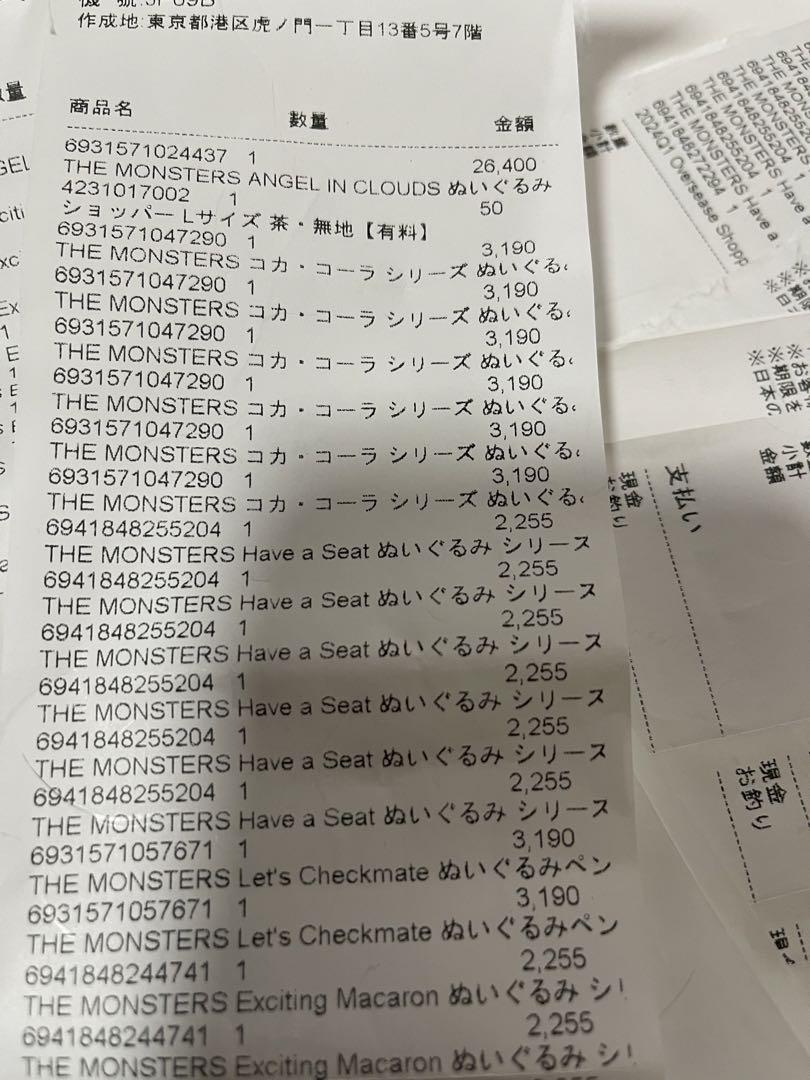 作成地:東京都港区虎ノ門一丁目13番5号7階
商品名 数量 金額
6931571024437 1 26,400
THE MONSTERS ANGEL IN CLOUDS ぬいぐるみ
4231017002 1 50
ショッパー Lサイズ 茶・無地【有料】
6931571047290 1 3,190
THE MONSTERS コカ・コーラ シリーズ ぬいぐる
6931571047290 1 3,190
THE MONSTERS コカ・コーラ シリーズ ぬいぐる
6931571047290 1 3,190
THE MONSTERS コカ・コーラ シリーズ ぬいぐる
6931571047290 1 3,190
THE MONSTERS コカ・コーラ シリーズ ぬいぐる
6931571047290 1 3,190
THE MONSTERS コカ・コーラ シリーズ ぬいぐる
6931571047290 1 3,190
THE MONSTERS コカ・コーラ シリーズ ぬいぐる
6941848255204 1 2,255
THE MONSTERS Have a Seat ぬいぐるみ シリース
6941848255204 1 2,255
THE MONSTERS Have a Seat ぬいぐるみ シリース
6941848255204 1 2,255
THE MONSTERS Have a Seat ぬいぐるみ シリース
6941848255204 1 2,255
THE MONSTERS Have a Seat ぬいぐるみ シリース
6941848255204 1 2,255
THE MONSTERS Have a Seat ぬいぐるみ シリース
6941848255204 1 2,255
THE MONSTERS Have a Seat ぬいぐるみ シリース
6931571057671 1 3,190
THE MONSTERS Let's Checkmate ぬいぐるみペン
6931571057671 1 3,190
THE MONSTERS Let's Checkmate ぬいぐるみペン
6941848244741 1 2,255
THE MONSTERS Exciting Macaron ぬいぐるみ シ
6941848244741 1 2,255
THE MONSTERS Exciting Macaron ぬいぐるみ シ
THE MONSTERS
THE MONSTERS Have a
6941848255204 1
THE MONSTERS Have a
6941848272294 1
2024Q1 Oversease Shopp
数量
小計
金額
支払い
現金
お釣り
小計
金額
現金
お釣り